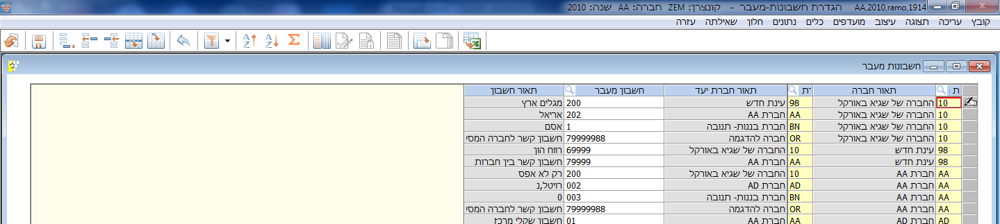 הגדרת חשבונות-מעבר - קונצרן: ZEM חברה: AA שנה: 2010 AA,2010,ramo,1914
קובץ עריכה תצוגה עיצוב מועדפים כלים נתונים חלון שאילתה עזרה
חשבונות מעבר
ת תאור חברה ת תאור חברת יעד חשבון מעבר תאור חשבון
10 החברה של שגיא באורקל 98 עינת חדש 200 מגלים ארץ
10 החברה של שגיא באורקל AA חברת AA 202 אריאל
10 החברה של שגיא באורקל BN חברת בננות- תנובה 1 אסם
10 החברה של שגיא באורקל OR חברה להדגמה 79999988 חשבון קשר לחברה המסי
98 עינת חדש 10 החברה של שגיא באורקל 69999 רווח הון
98 עינת חדש AA חברת AA 79999 חשבון קשר בין חברות
AA חברת AA 10 החברה של שגיא באורקל 200 רק לא אפס
AA חברת AA AD חברת AD 002 רויטל,נ
AA חברת AA BN חברת בננות- תנובה 003 0
AA חברת AA OR חברה להדגמה 79999988 חשבון קשר לחברה המסי
AD חברת AD AA חברת AA 01 חשבון שקלי מרכז